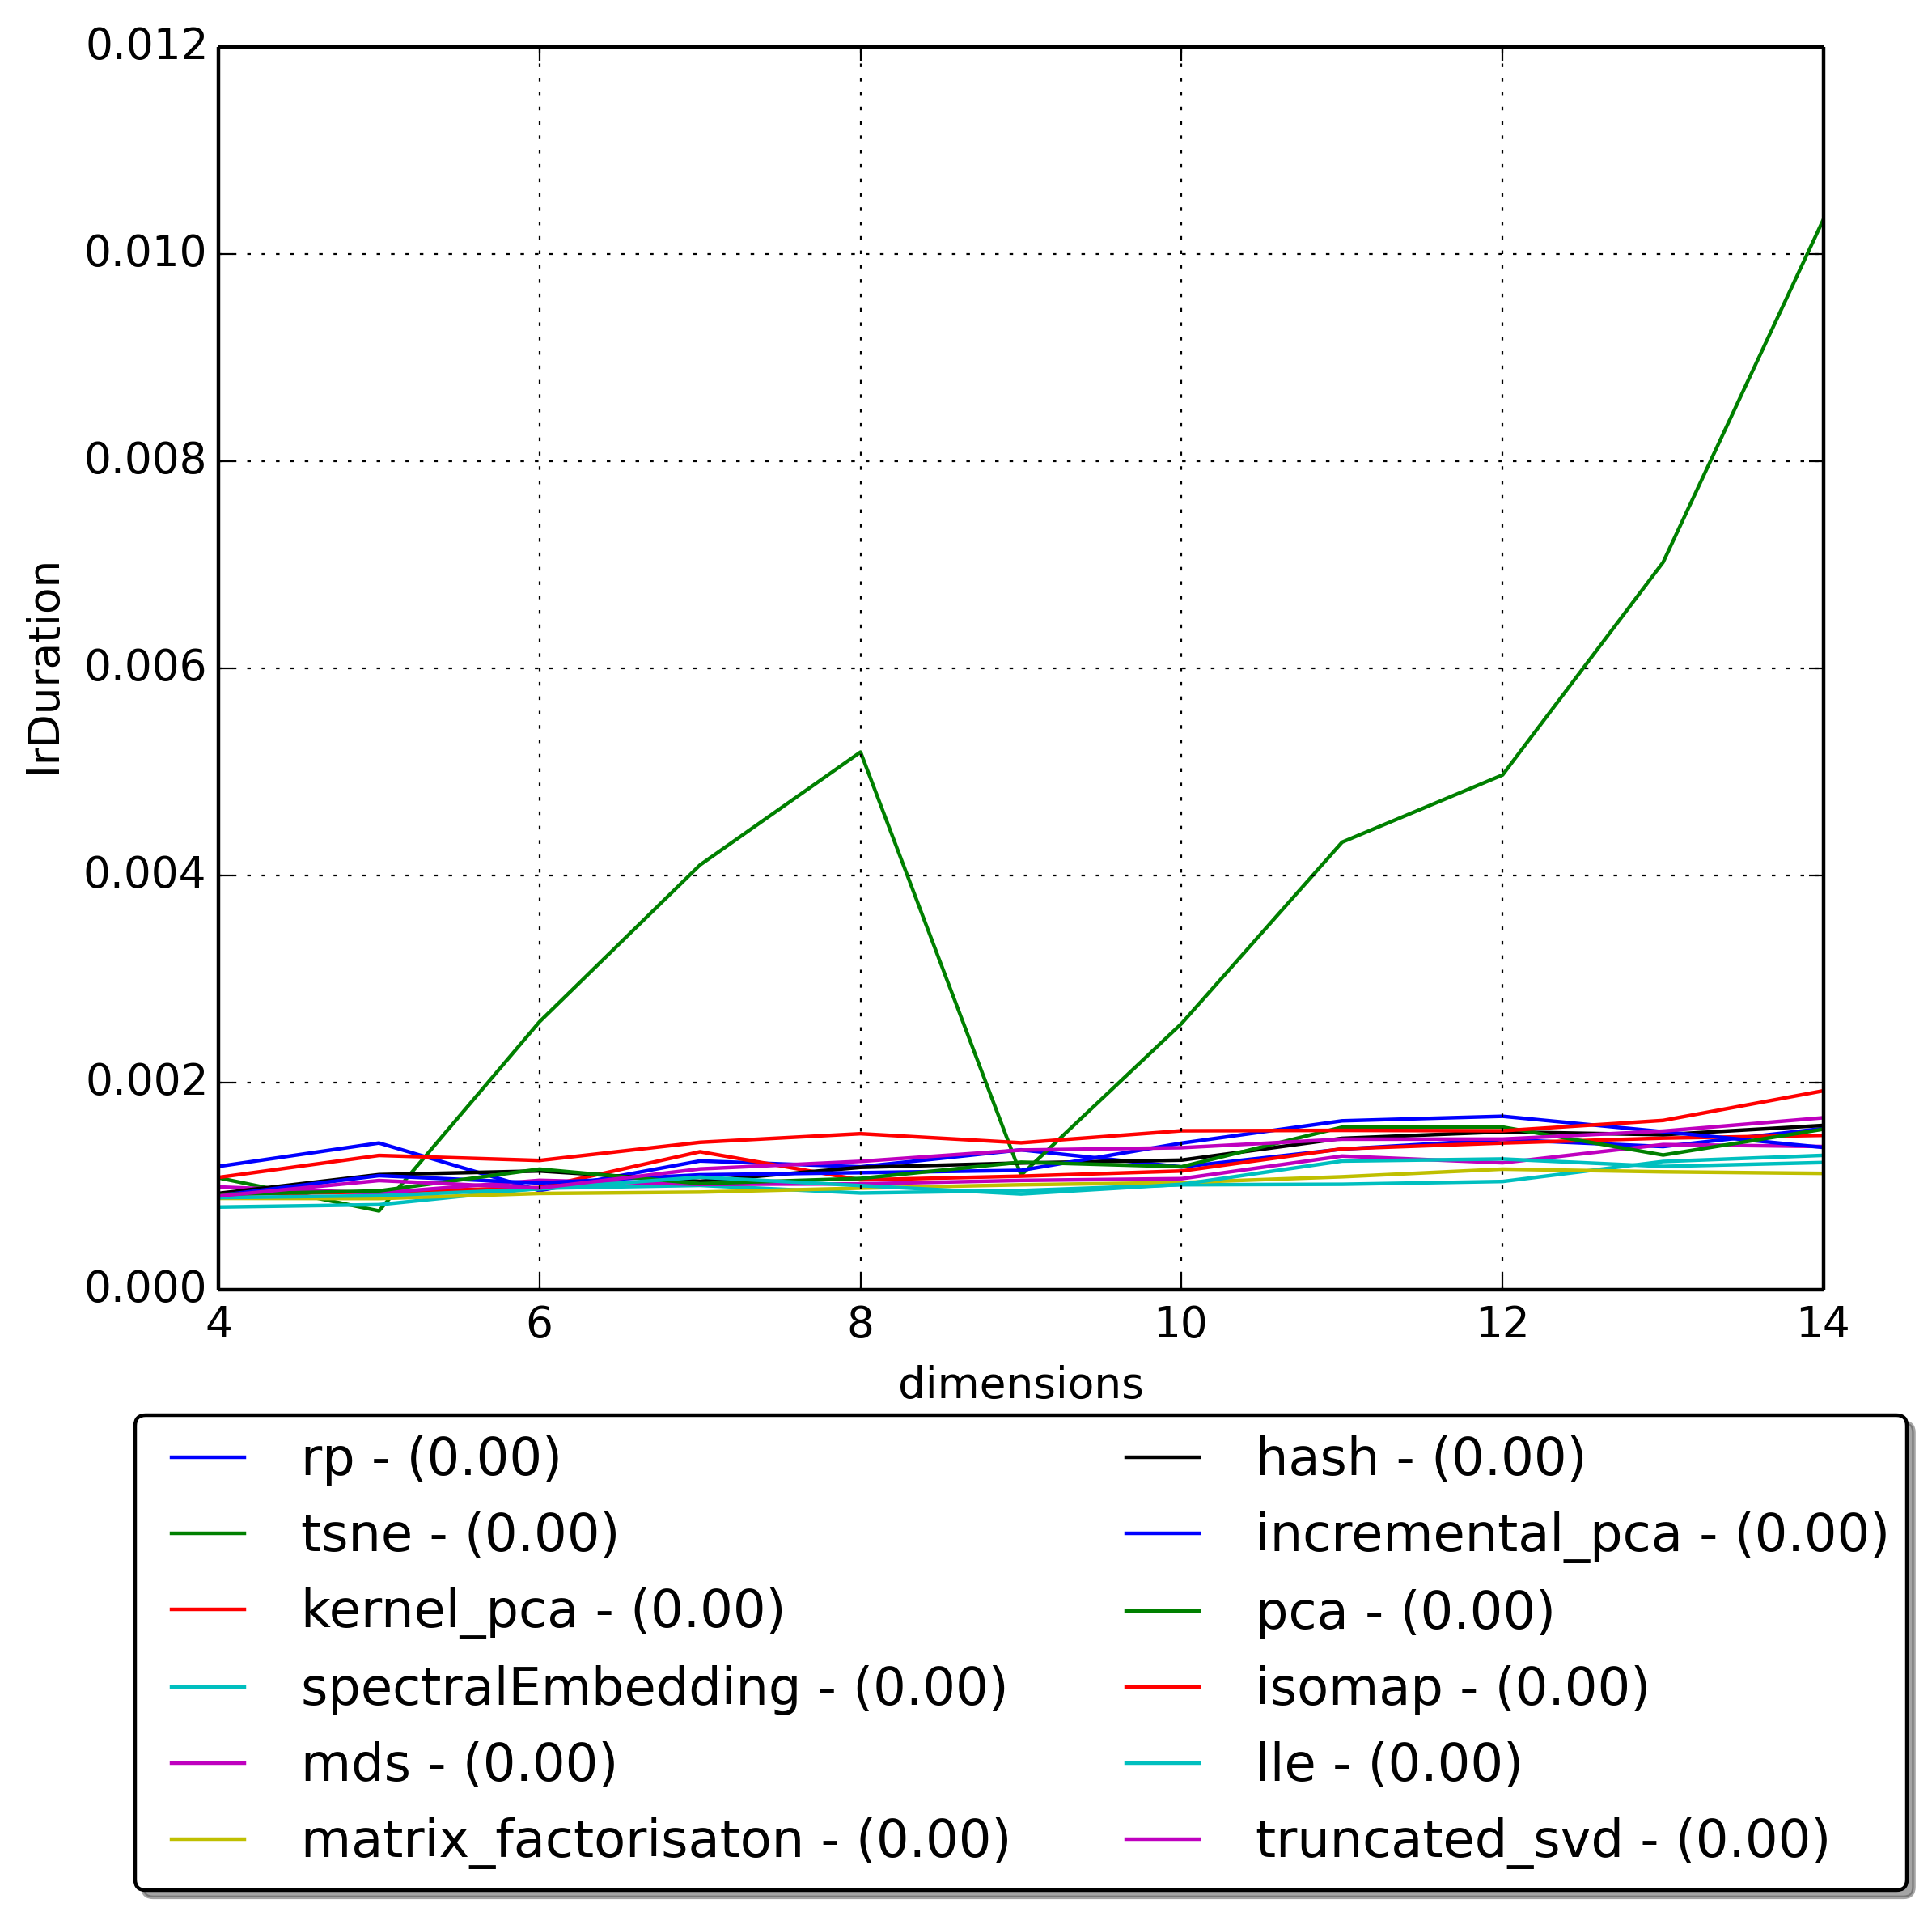 0.012
0.010
0.008
0.006
0.004
0.002
0.000
lrDuration
4 6 8 10 12 14
dimensions
rp - (0.00)
tsne - (0.00)
kernel_pca - (0.00)
spectralEmbedding - (0.00)
mds - (0.00)
matrix_factorisaton - (0.00)
hash - (0.00)
incremental_pca - (0.00)
pca - (0.00)
isomap - (0.00)
lle - (0.00)
truncated_svd - (0.00)